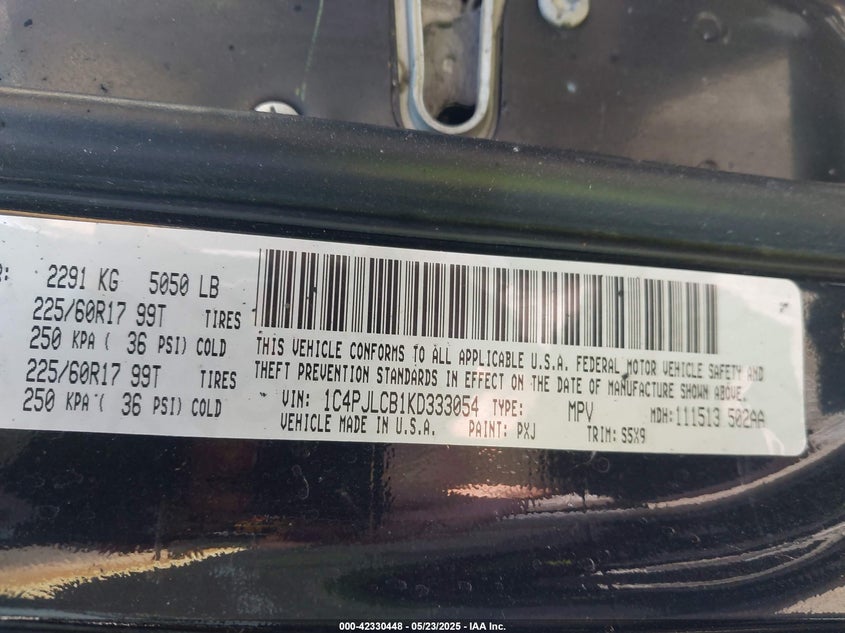 R: 2291 KG 5050 LB
225/60R17 99T TIRES
250 KPA ( 36 PSI) COLD
225/60R17 99T TIRES
250 KPA ( 36 PSI) COLD
THIS VEHICLE CONFORMS TO ALL APPLICABLE U.S.A. FEDERAL MOTOR VEHICLE SAFETY AND
THEFT PREVENTION STANDARDS IN EFFECT ON THE DATE OF MANUFACTURE SHOWN ABOVE.
VIN: 1C4PJLCB1KD333054 TYPE: MPV MDH:111513 502AA
VEHICLE MADE IN U.S.A. PAINT: PXJ TRIM: S5X9
000-42330448 - 05/23/2025 - IAA Inc.